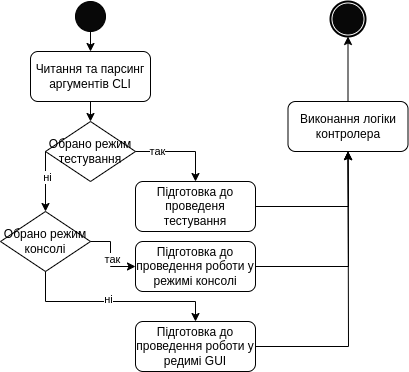 Читання та парсинг
аргументів CLI
Виконання логіки
контролера
Обрано режим
тестування
так
ні
Підготовка до
проведеня
тестування
Обрано режим
консолі
так
Підготовка до
проведення роботи у
режимі консолі
ні
Підготовка до
проведення роботи у
редимі GUI